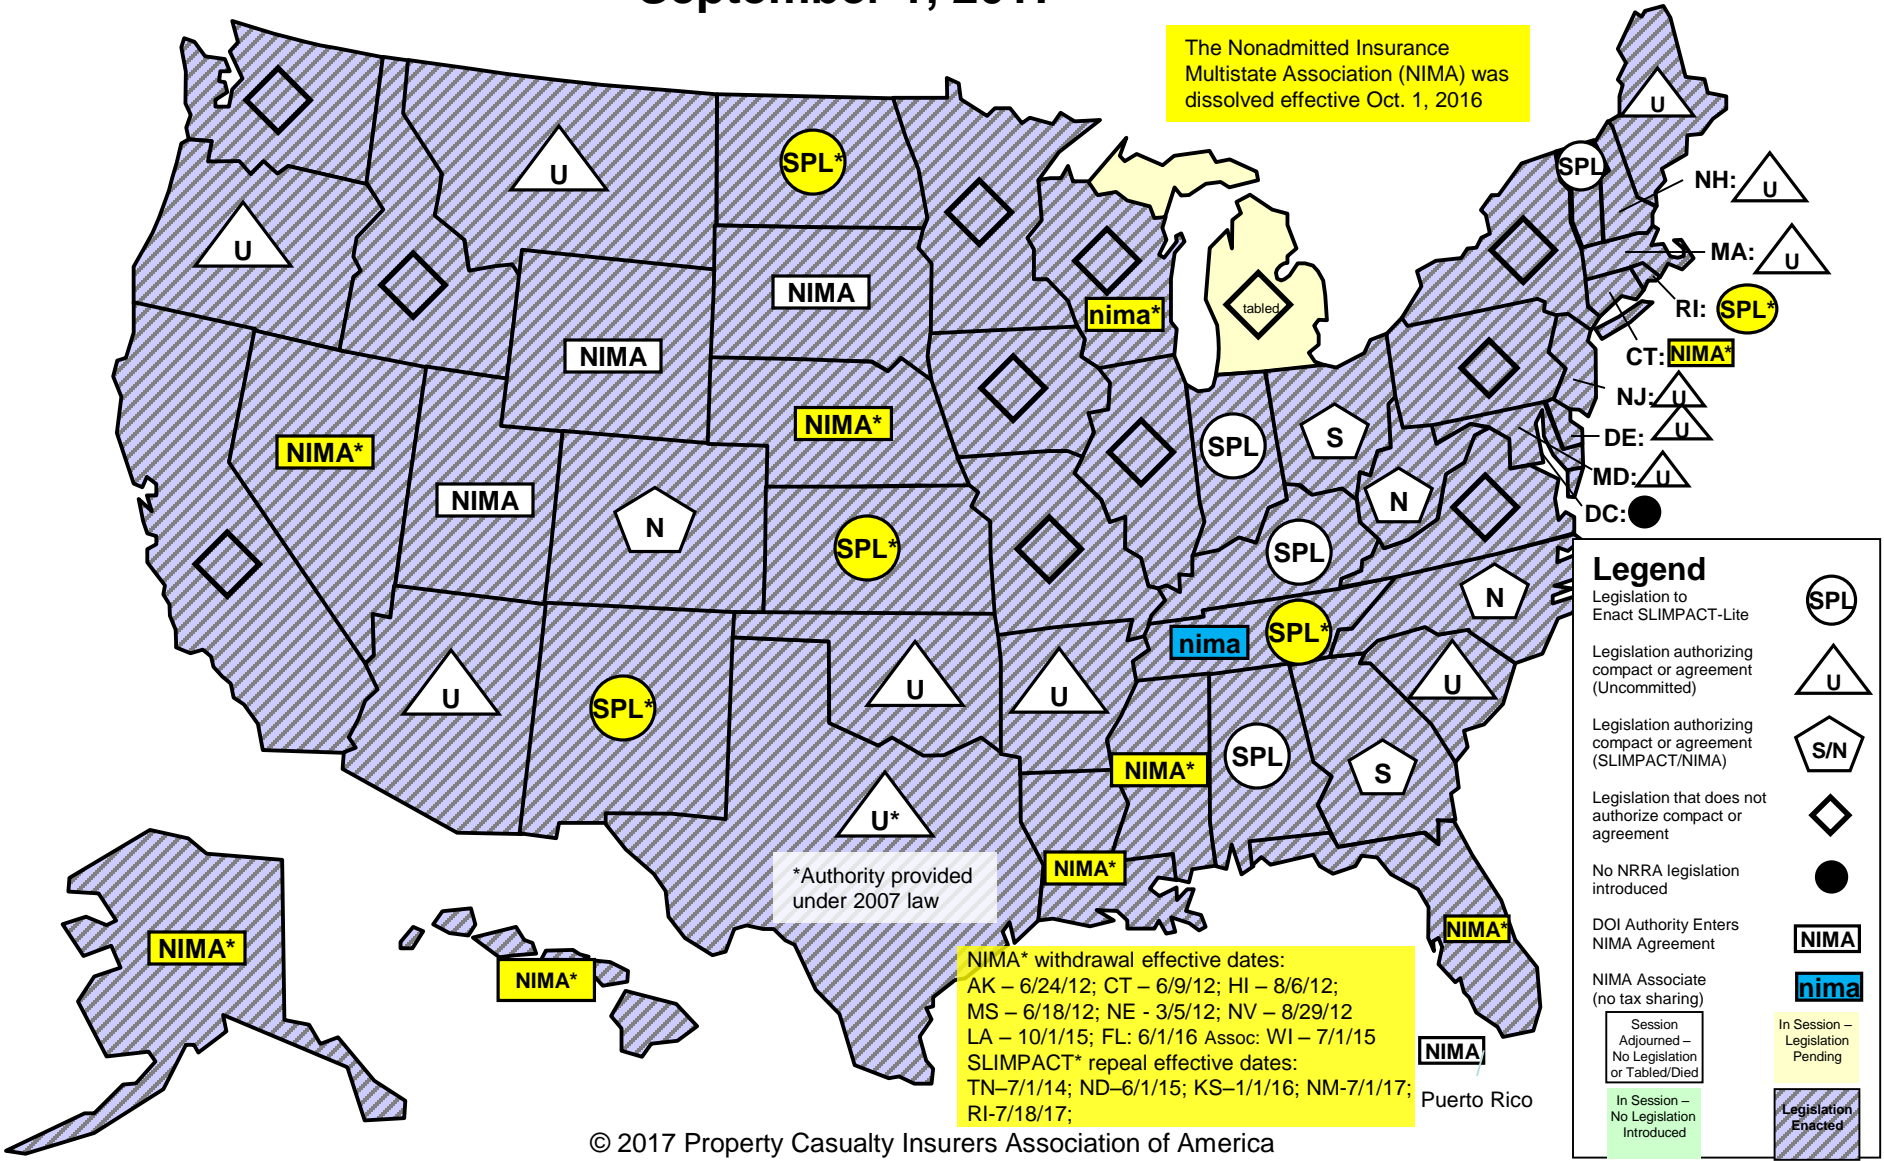 The Nonadmitted Insurance
Multistate Association (NIMA) was
dissolved effective Oct. 1, 2016
U
SPL*
U
SPL
NH: U
MA: U
U
NIMA
nima*
tabled
RI: SPL*
CT: NIMA*
NIMA
NJ: U
NIMA*
DE: U
NIMA*
SPL
S
MD: U
NIMA
N
N
DC:
SPL*
SPL
N
nima
SPL*
U
U
U
U
SPL*
SPL
NIMA*
S
U*
*Authority provided
under 2007 law
NIMA*
NIMA*
NIMA*
NIMA*
NIMA* withdrawal effective dates:
AK – 6/24/12; CT – 6/9/12; HI – 8/6/12;
MS – 6/18/12; NE - 3/5/12; NV – 8/29/12
LA – 10/1/15; FL: 6/1/16 Assoc: WI – 7/1/15
SLIMPACT* repeal effective dates:
TN–7/1/14; ND–6/1/15; KS–1/1/16; NM-7/1/17;
RI-7/18/17;
NIMA
Puerto Rico
Legend
Legislation to
Enact SLIMPACT-Lite
SPL
Legislation authorizing
compact or agreement
(Uncommitted)
U
Legislation authorizing
compact or agreement
(SLIMPACT/NIMA)
S/N
Legislation that does not
authorize compact or
agreement
No NRRA legislation
introduced
DOI Authority Enters
NIMA Agreement
NIMA
NIMA Associate
(no tax sharing)
nima
Session
Adjourned –
No Legislation
or Tabled/Died
In Session –
Legislation
Pending
In Session –
No Legislation
Introduced
Legislation
Enacted
© 2017 Property Casualty Insurers Association of America